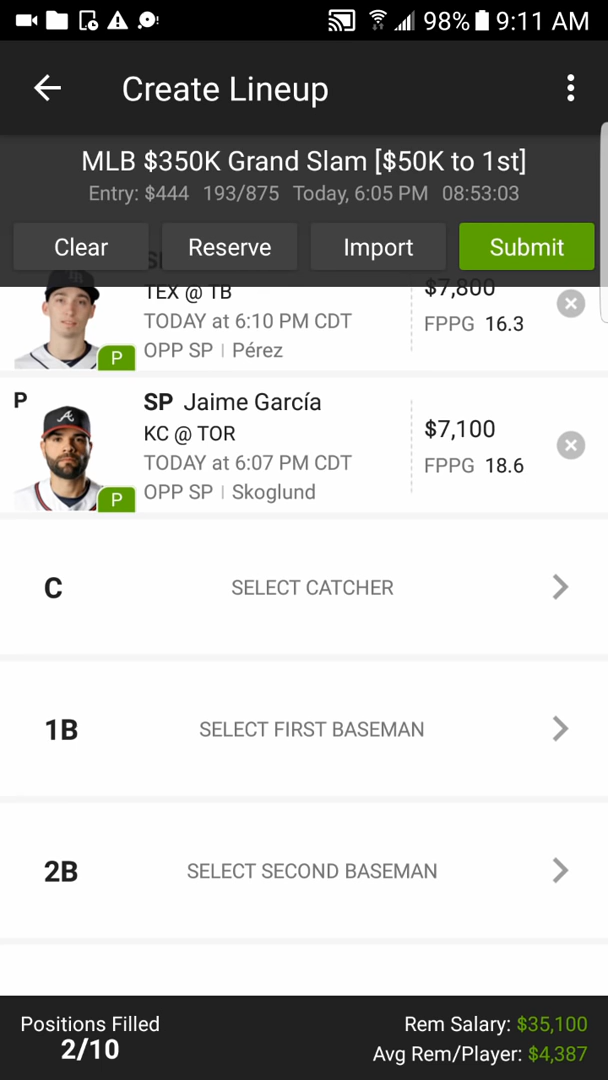 98% 9:11 AM
Create Lineup
MLB $350K Grand Slam [$50K to 1st]
Entry: $444 193/875 Today, 6:05 PM 08:53:03
Clear Reserve Import Submit
TEX @ TB $7,800
TODAY at 6:10 PM CDT FPPG 16.3
P OPP SP | Pérez
P SP Jaime García
KC @ TOR $7,100
TODAY at 6:07 PM CDT FPPG 18.6
P OPP SP | Skoglund
C SELECT CATCHER
1B SELECT FIRST BASEMAN
2B SELECT SECOND BASEMAN
Positions Filled Rem Salary: $35,100
2/10 Avg Rem/Player: $4,387